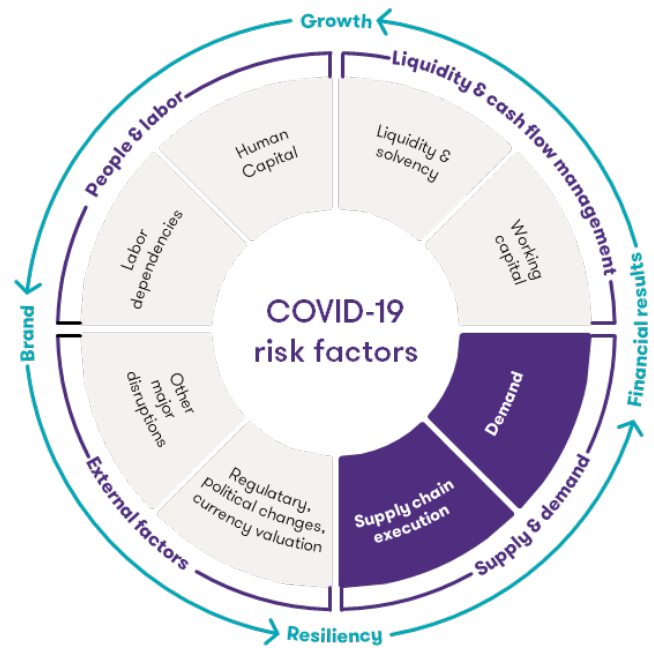 Growth
Liquidity & cash flow management
People & labor
Human
Capital
Liquidity &
solvency
Labor
dependencies
Working
capital
COVID-19
risk factors
Brand
Financial results
Other
major
disruptions
Demand
Regulatary,
political changes,
currency valuation
Supply chain
execution
External factors
Supply & demand
Resiliency